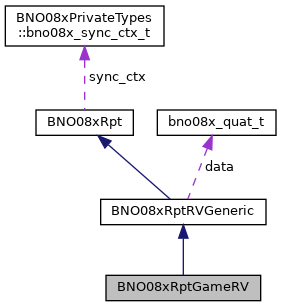 BNO08xPrivateTypes
::bno08x_sync_ctx_t
sync_ctx
BNO08xRpt
bno08x_quat_t
data
BNO08xRptRVGeneric
BNO08xRptGameRV